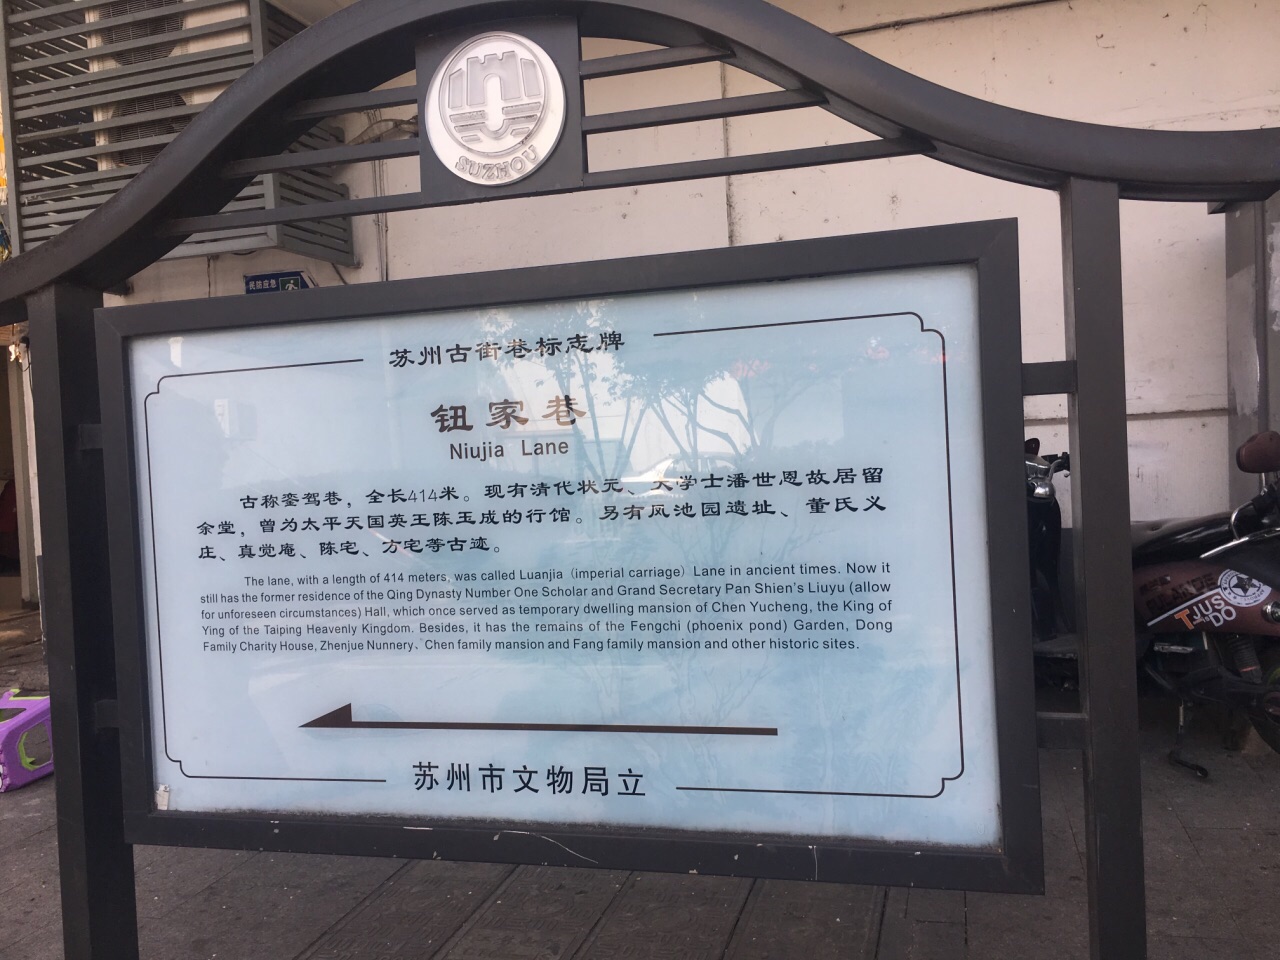 SUZHOU
民防应急
苏州古街巷标志牌
钮家巷
Niujia Lane
古称銮驾巷，全长414米。现有清代状元、大学士潘世恩故居留
余堂，曾为太平天国英王陈玉成的行馆。另有凤池园遗址、董氏义
庄、真觉庵、陈宅、方宅等古迹。
The lane, with a length of 414 meters, was called Luanjia (imperial carriage) Lane in ancient times. Now it
still has the former residence of the Qing Dynasty Number One Scholar and Grand Secretary Pan Shien's Liuyu (allow
for unforeseen circumstances) Hall, which once served as temporary dwelling mansion of Chen Yucheng, the King of
Ying of the Taiping Heavenly Kingdom. Besides, it has the remains of the Fengchi (phoenix pond) Garden, Dong
Family Charity House, Zhenjue Nunnery、Chen family mansion and Fang family mansion and other historic sites.
苏州市文物局立